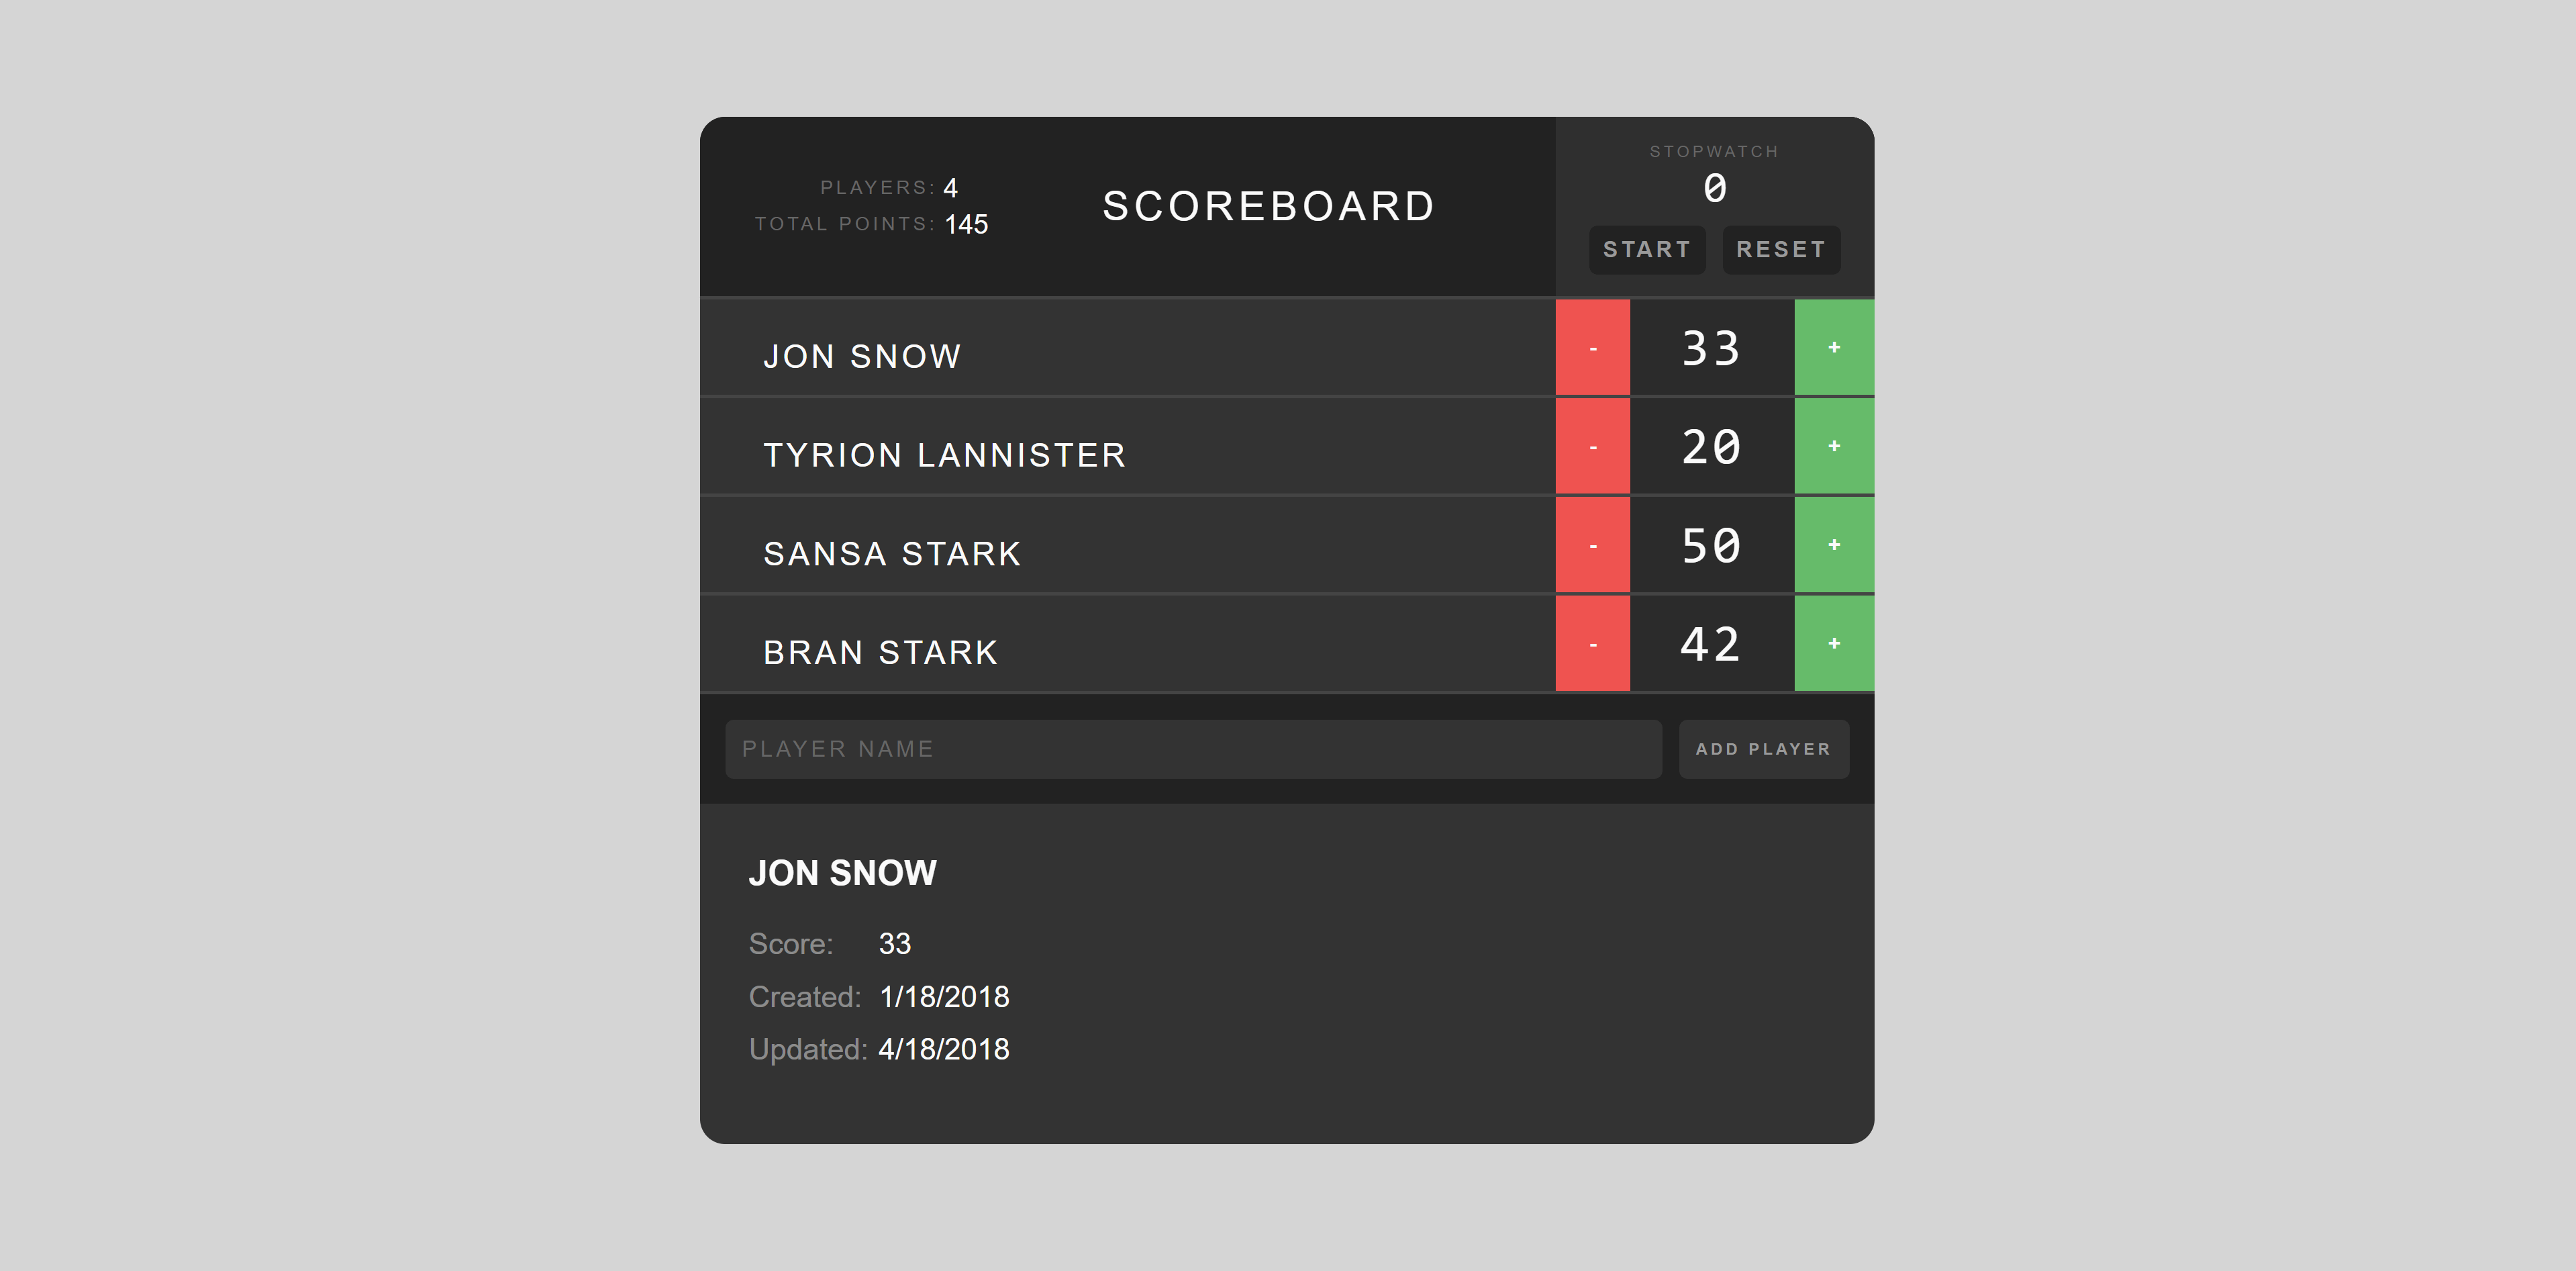 PLAYERS: 4
TOTAL POINTS: 145
SCOREBOARD
STOPWATCH
0
START RESET
JON SNOW - 33 +
TYRION LANNISTER - 20 +
SANSA STARK - 50 +
BRAN STARK - 42 +
PLAYER NAME ADD PLAYER
JON SNOW
Score: 33
Created: 1/18/2018
Updated: 4/18/2018